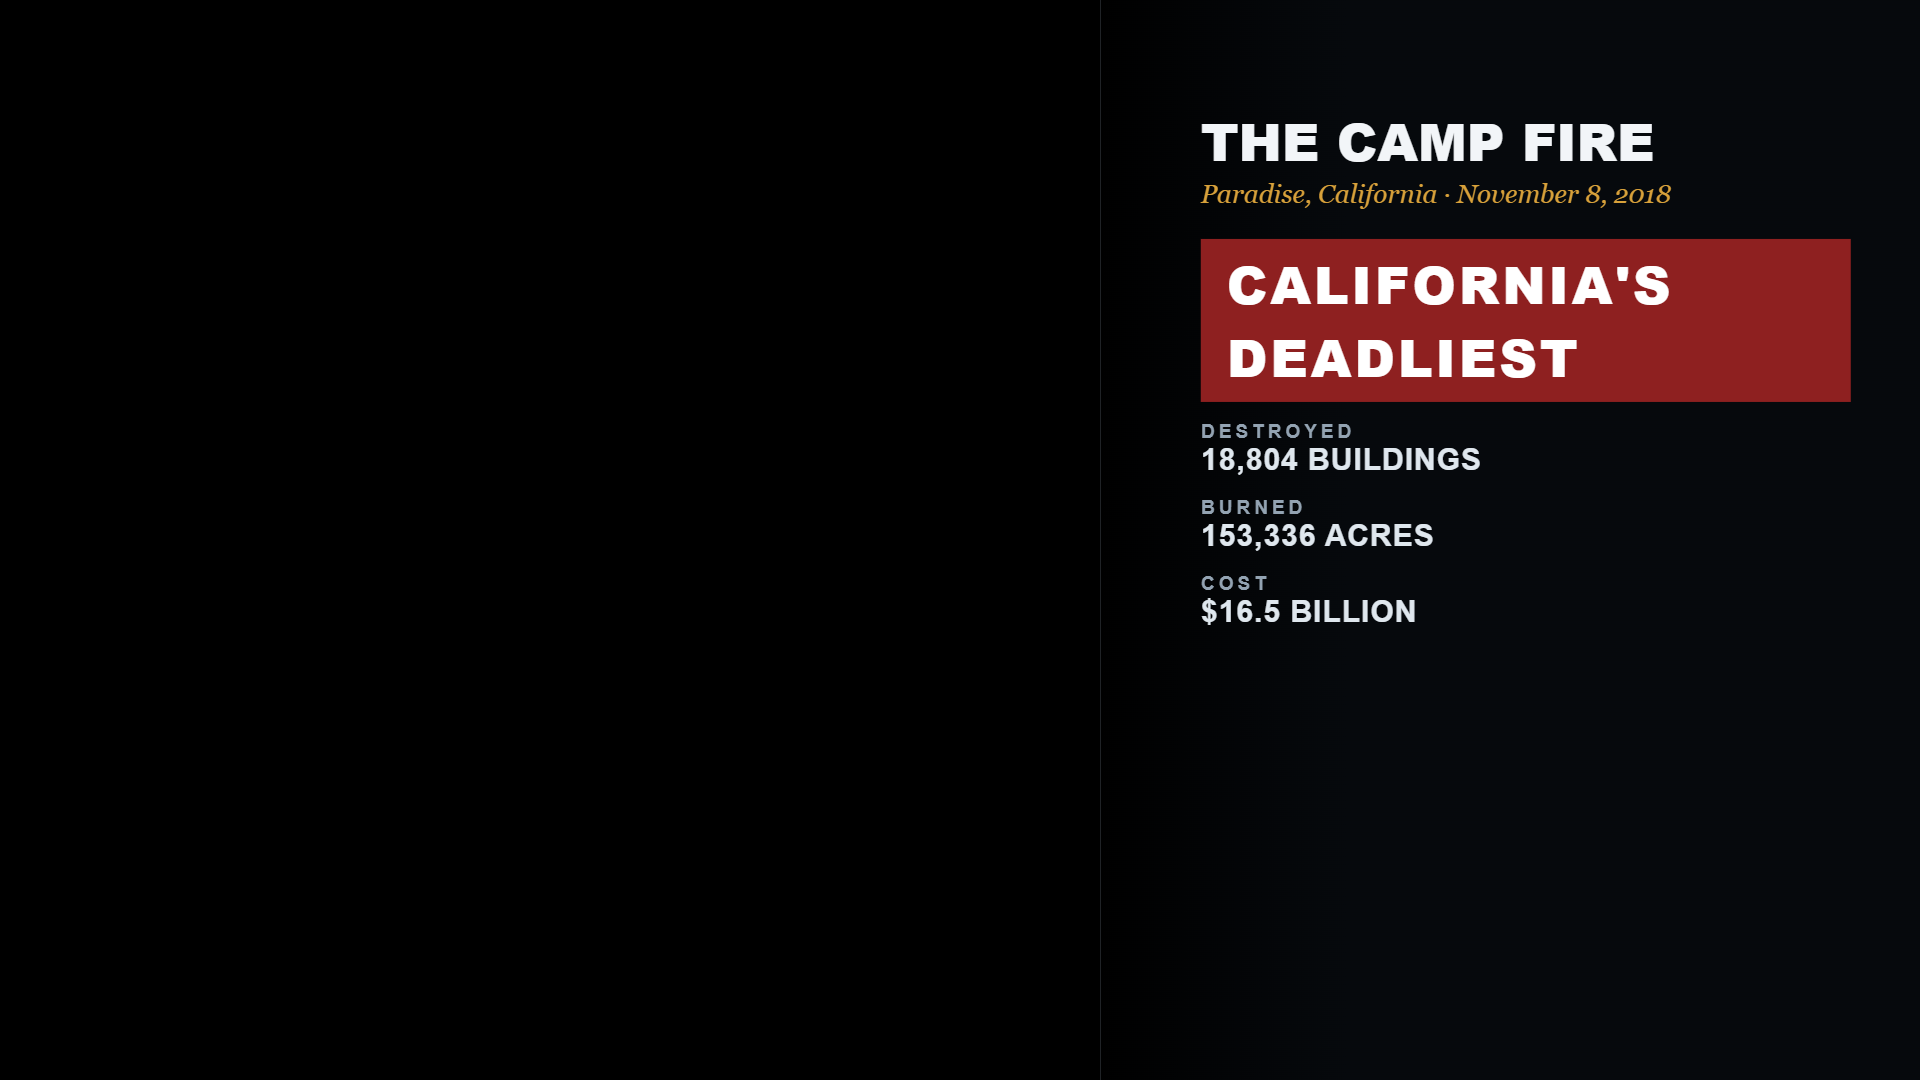 THE CAMP FIRE
Paradise, California · November 8, 2018
CALIFORNIA'S
DEADLIEST
DESTROYED
18,804 BUILDINGS
BURNED
153,336 ACRES
COST
$16.5 BILLION